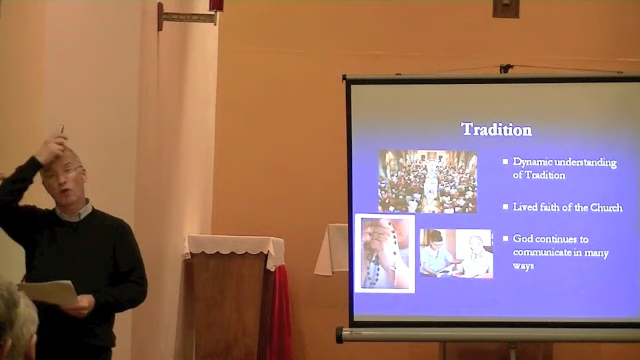 Tradition
Dynamic understanding
of Tradition
Lived faith of the Church
God continues to
communicate in many
ways